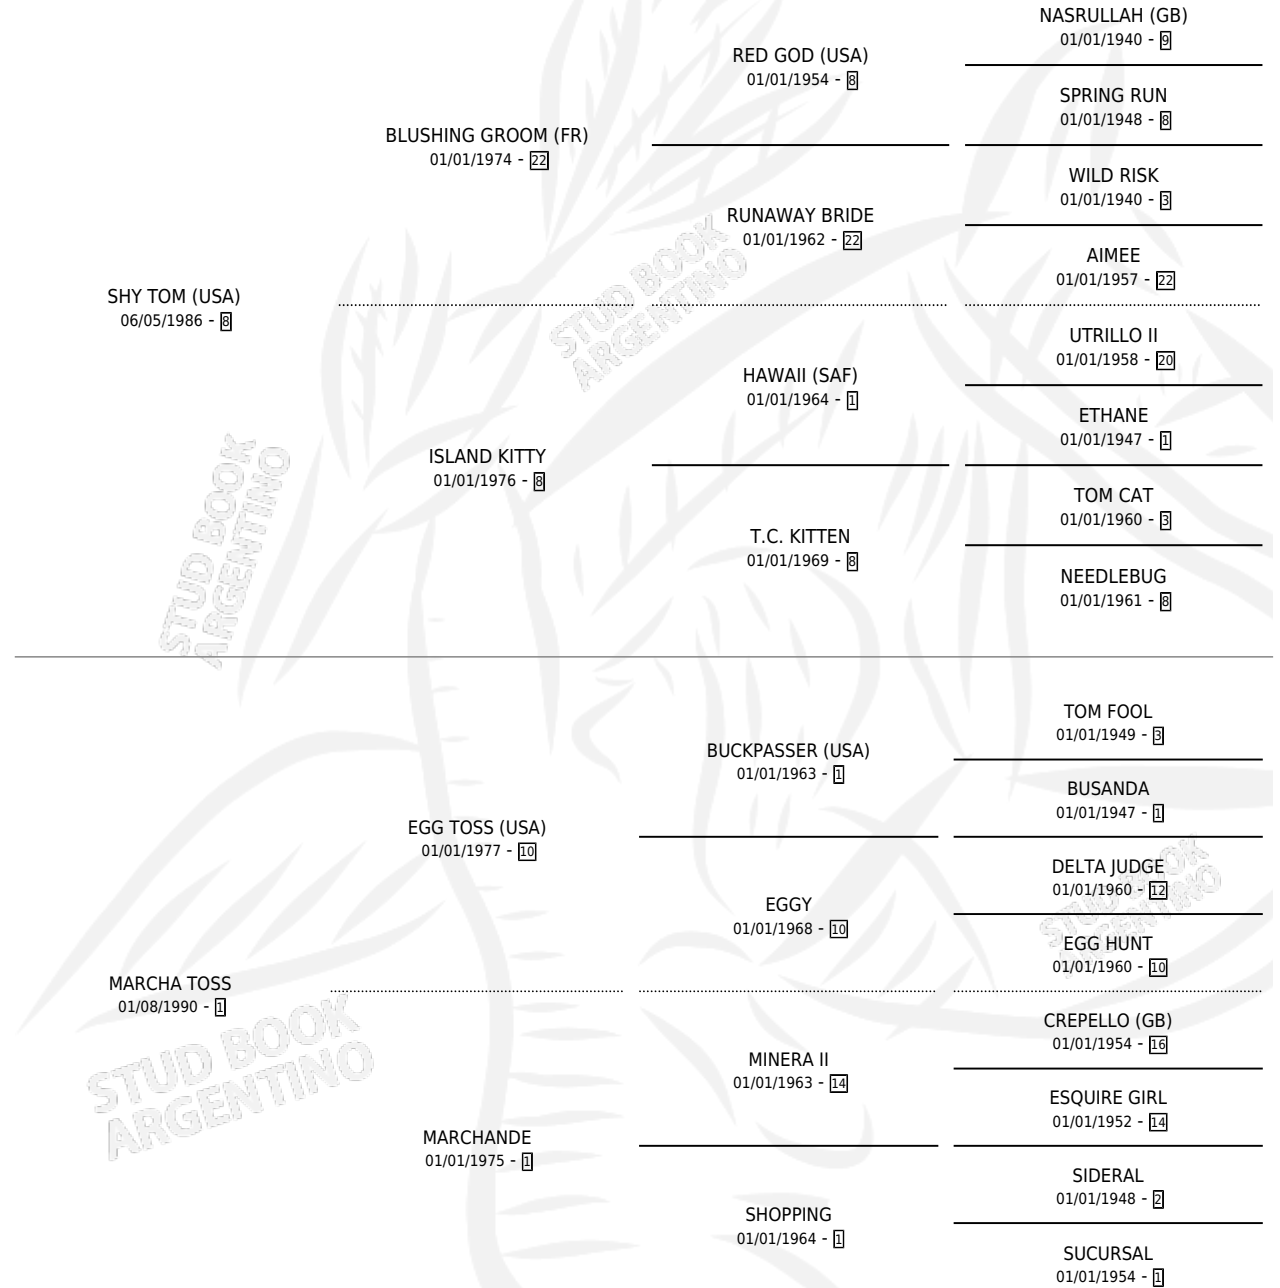 NASRULLAH (GB)
01/01/1940 - 9
RED GOD (USA)
01/01/1954 - 8
SPRING RUN
01/01/1948 - 8
BLUSHING GROOM (FR)
01/01/1974 - 22
WILD RISK
01/01/1940 - 3
RUNAWAY BRIDE
01/01/1962 - 22
AIMEE
01/01/1957 - 22
SHY TOM (USA)
06/05/1986 - 8
UTRILLO II
01/01/1958 - 20
HAWAII (SAF)
01/01/1964 - 1
ETHANE
01/01/1947 - 1
ISLAND KITTY
01/01/1976 - 8
TOM CAT
01/01/1960 - 3
T.C. KITTEN
01/01/1969 - 8
NEEDLEBUG
01/01/1961 - 8
TOM FOOL
01/01/1949 - 3
BUCKPASSER (USA)
01/01/1963 - 1
BUSANDA
01/01/1947 - 1
EGG TOSS (USA)
01/01/1977 - 10
DELTA JUDGE
01/01/1960 - 12
EGGY
01/01/1968 - 10
EGG HUNT
01/01/1960 - 10
MARCHA TOSS
01/08/1990 - 1
CREPELLO (GB)
01/01/1954 - 16
MINERA II
01/01/1963 - 14
ESQUIRE GIRL
01/01/1952 - 14
MARCHANDE
01/01/1975 - 1
SIDERAL
01/01/1948 - 2
SHOPPING
01/01/1964 - 1
SUCURSAL
01/01/1954 - 1
STUD BOOK
ARGENTINO
STUD BOOK
ARGENTINO
STUD BOOK
ARGENTINO
STUD BOOK
ARGENTINO